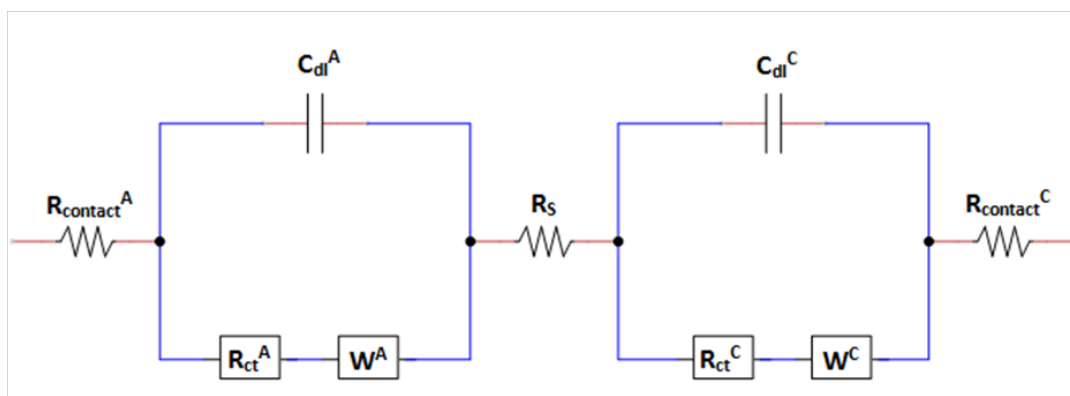 C_dl^A
C_dl^C
R_contact^A
R_S
R_contact^C
R_ct^A
W^A
R_ct^C
W^C